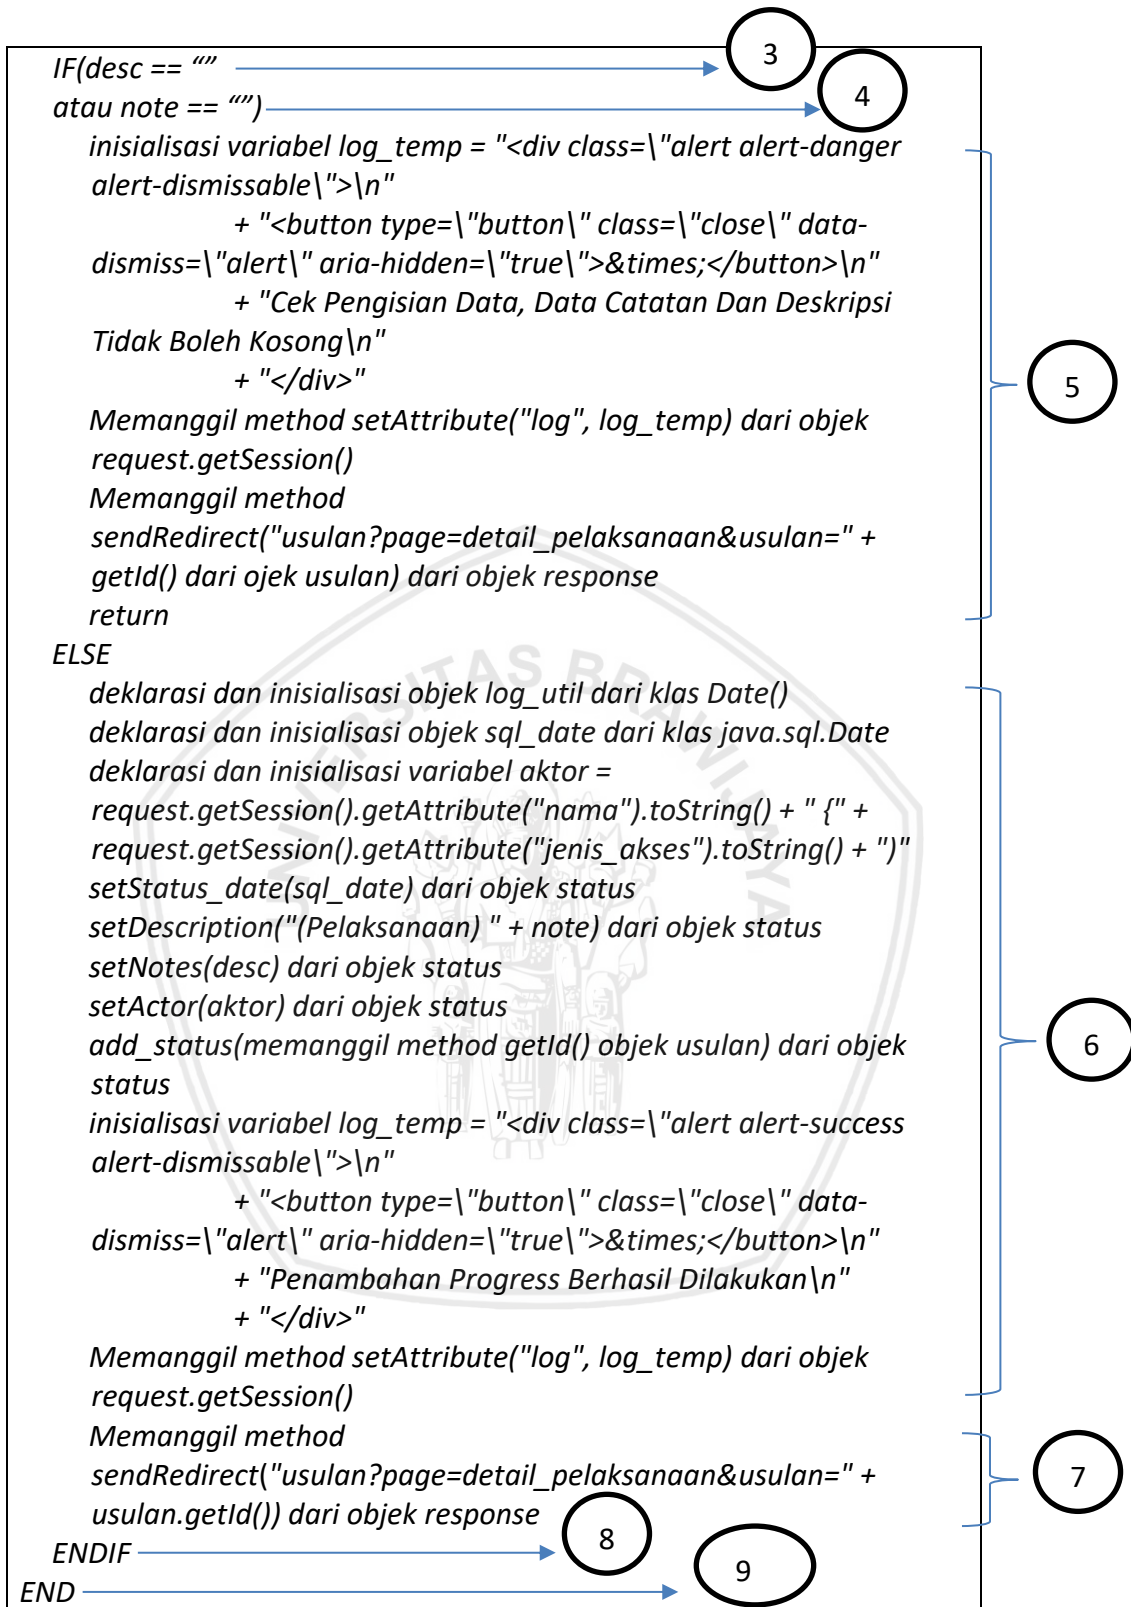 IF(desc == “” 3
atau note == “”) 4
inisialisasi variabel log_temp = "<div class=\"alert alert-danger
alert-dismissable\">\n"
+ "<button type=\"button\" class=\"close\" data-
dismiss=\"alert\" aria-hidden=\"true\">&times;</button>\n"
+ "Cek Pengisian Data, Data Catatan Dan Deskripsi
Tidak Boleh Kosong\n"
+ "</div>"
5
Memanggil method setAttribute("log", log_temp) dari objek
request.getSession()
Memanggil method
sendRedirect("usulan?page=detail_pelaksanaan&usulan=" +
getId() dari ojek usulan) dari objek response
return
ELSE
deklarasi dan inisialisasi objek log_util dari klas Date()
deklarasi dan inisialisasi objek sql_date dari klas java.sql.Date
deklarasi dan inisialisasi variabel aktor =
request.getSession().getAttribute("nama").toString() + " {" +
request.getSession().getAttribute("jenis_akses").toString() + ")"
setStatus_date(sql_date) dari objek status
setDescription("(Pelaksanaan) " + note) dari objek status
setNotes(desc) dari objek status
setActor(aktor) dari objek status
add_status(memanggil method getId() objek usulan) dari objek
status
6
inisialisasi variabel log_temp = "<div class=\"alert alert-success
alert-dismissable\">\n"
+ "<button type=\"button\" class=\"close\" data-
dismiss=\"alert\" aria-hidden=\"true\">&times;</button>\n"
+ "Penambahan Progress Berhasil Dilakukan\n"
+ "</div>"
Memanggil method setAttribute("log", log_temp) dari objek
request.getSession()
Memanggil method
sendRedirect("usulan?page=detail_pelaksanaan&usulan=" +
usulan.getId()) dari objek response
7
ENDIF 8
END 9
UNIVERSITAS BRAWIJAYA